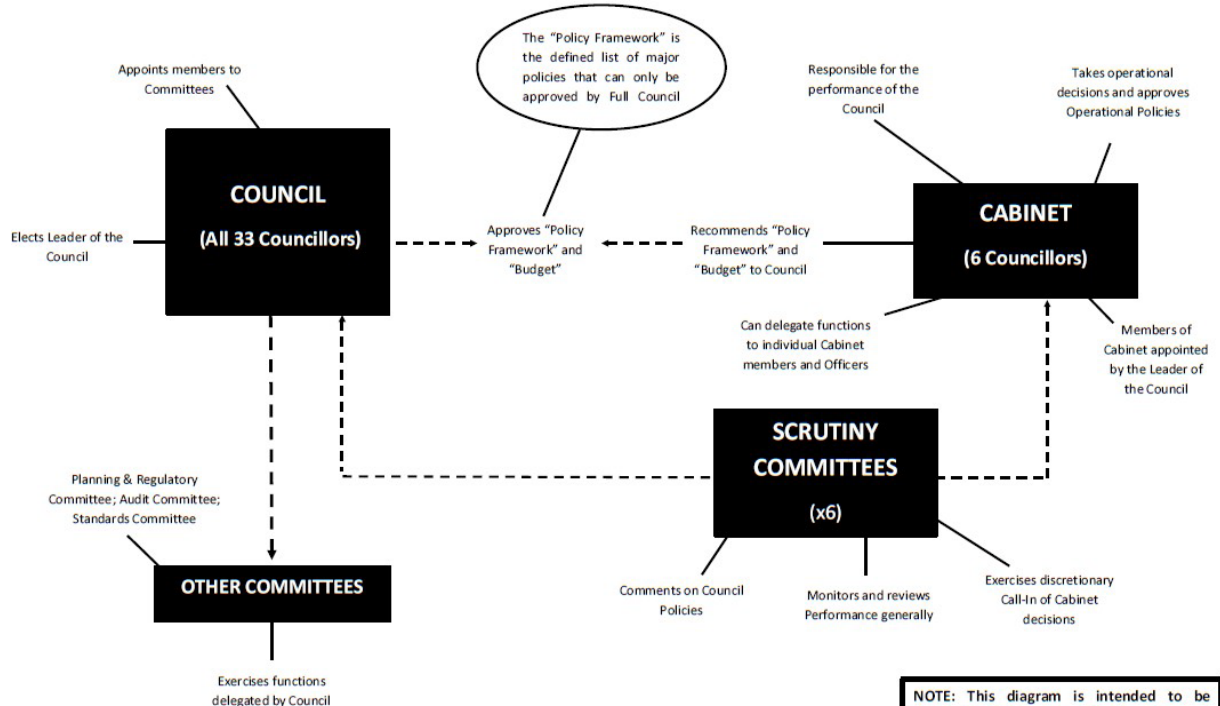 The “Policy Framework” is
the defined list of major
policies that can only be
approved by Full Council
Appoints members to
Committees
Responsible for the
performance of the
Council
Takes operational
decisions and approves
Operational Policies
COUNCIL
(All 33 Councillors)
Elects Leader of the
Council
Approves “Policy
Framework” and
“Budget”
Recommends “Policy
Framework” and
“Budget” to Council
CABINET
(6 Councillors)
Can delegate functions
to individual Cabinet
members and Officers
Members of
Cabinet appointed
by the Leader of
the Council
SCRUTINY
COMMITTEES
(x6)
Planning & Regulatory
Committee; Audit Committee;
Standards Committee
OTHER COMMITTEES
Comments on Council
Policies
Monitors and reviews
Performance generally
Exercises discretionary
Call-In of Cabinet
decisions
Exercises functions
delegated by Council
NOTE: This diagram is intended to be